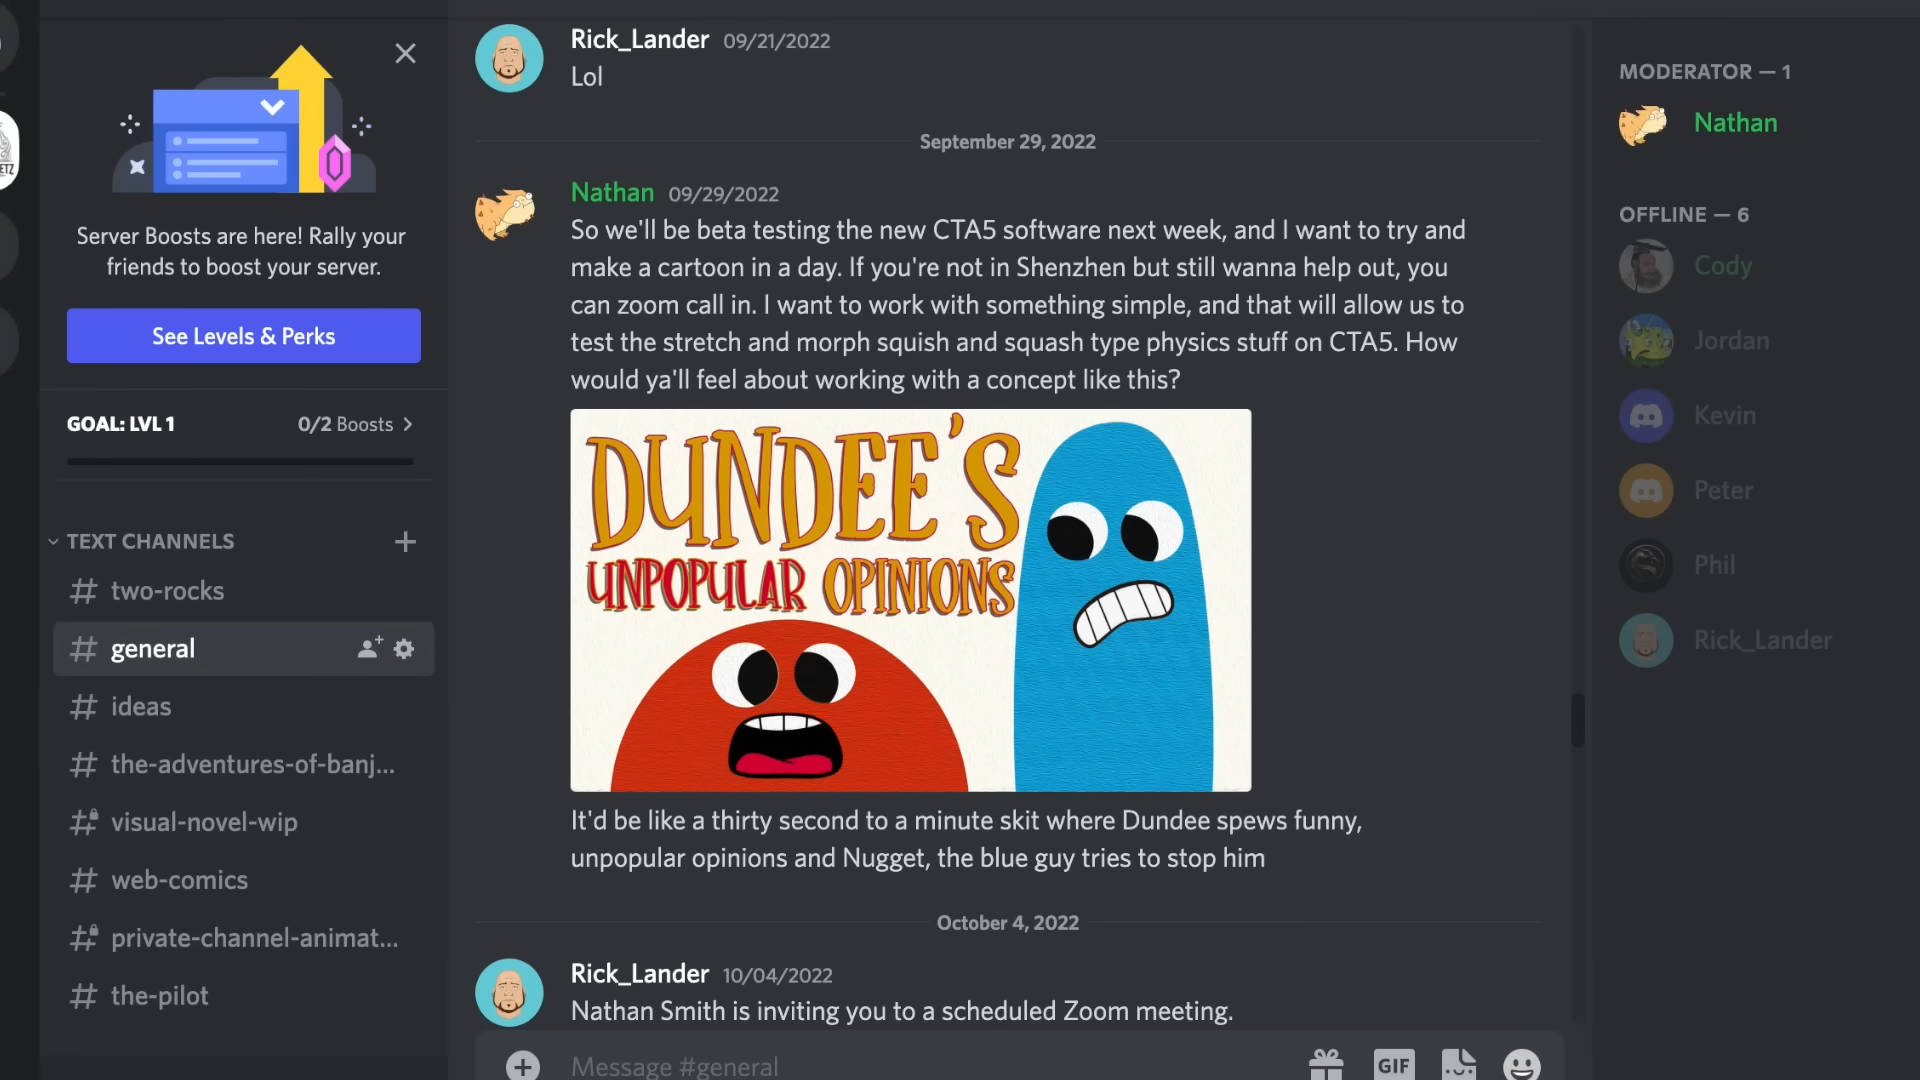 ETZ
Server Boosts are here! Rally your
friends to boost your server.
See Levels & Perks
GOAL: LVL 1
0/2 Boosts
TEXT CHANNELS
two-rocks
general
ideas
the-adventures-of-banj...
visual-novel-wip
web-comics
private-channel-animat...
the-pilot
Rick_Lander 09/21/2022
Lol
September 29, 2022
Nathan 09/29/2022
So we'll be beta testing the new CTA5 software next week, and I want to try and
make a cartoon in a day. If you're not in Shenzhen but still wanna help out, you
can zoom call in. I want to work with something simple, and that will allow us to
test the stretch and morph squish and squash type physics stuff on CTA5. How
would ya'll feel about working with a concept like this?
DUNDEE'S
UNPOPULAR OPINIONS
It'd be like a thirty second to a minute skit where Dundee spews funny,
unpopular opinions and Nugget, the blue guy tries to stop him
October 4, 2022
Rick_Lander 10/04/2022
Nathan Smith is inviting you to a scheduled Zoom meeting.
Message #general
GIF
MODERATOR — 1
Nathan
OFFLINE — 6
Cody
Jordan
Kevin
Peter
Phil
Rick_Lander